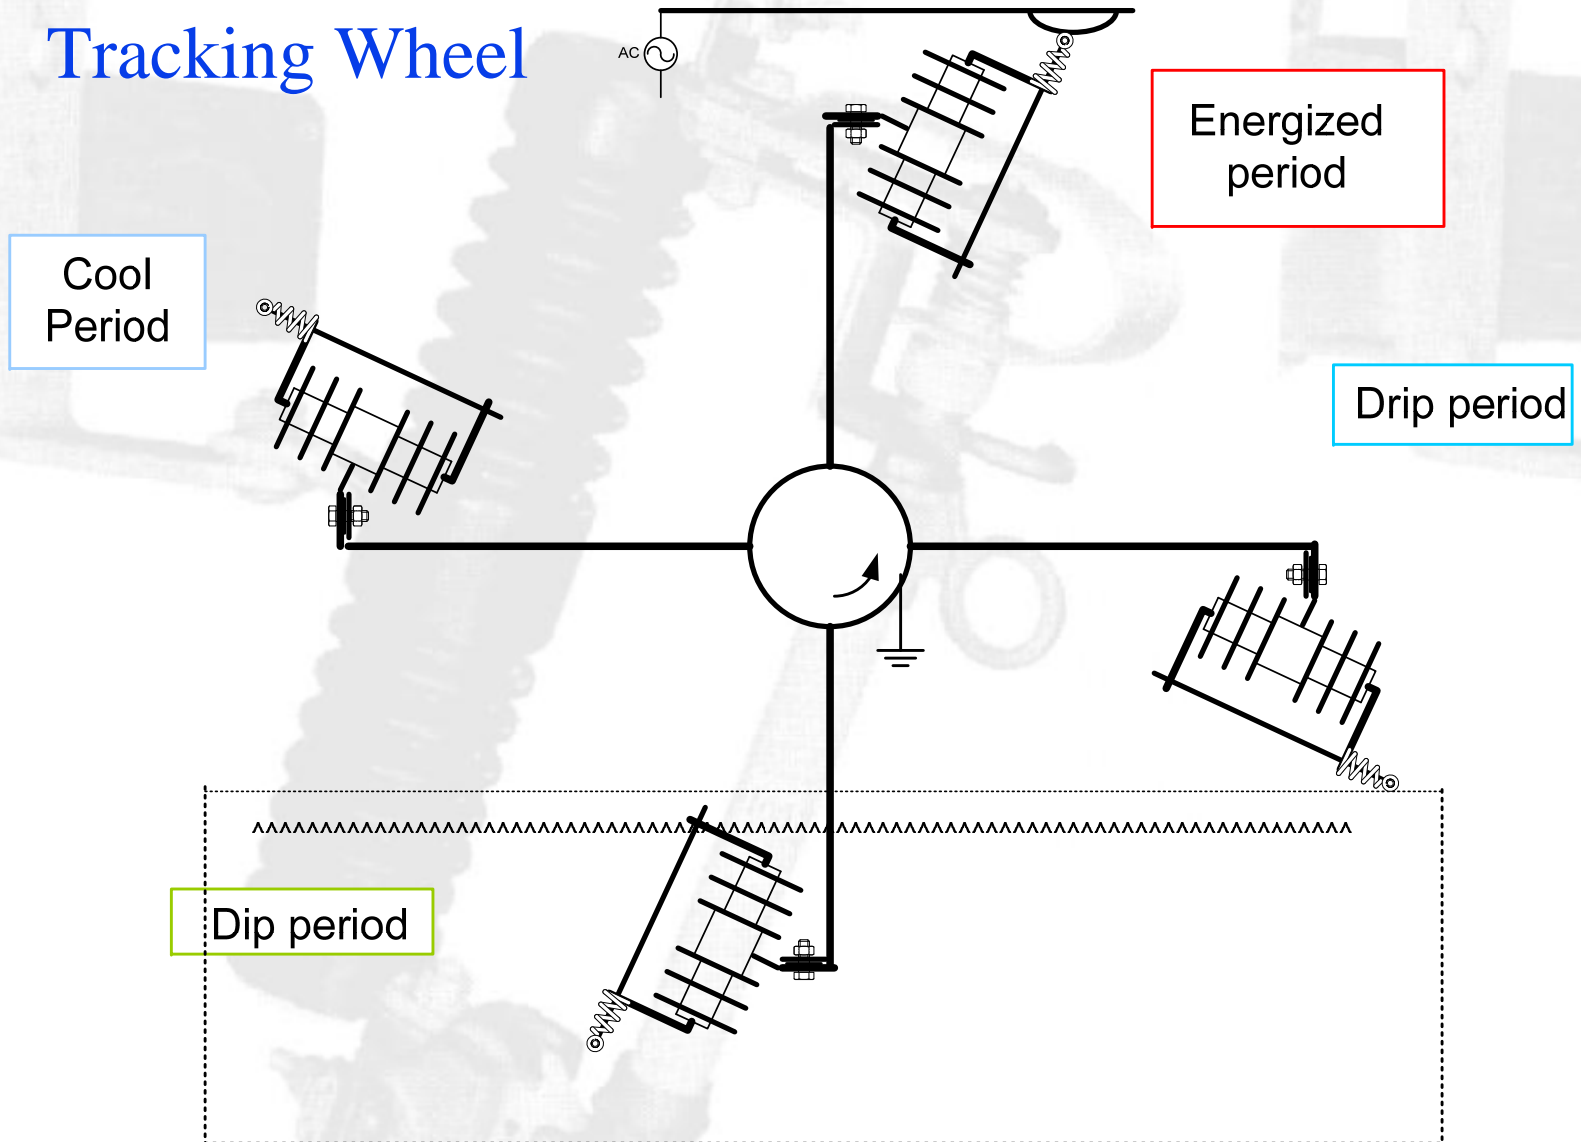 Tracking Wheel
AC
Energized
period
Cool
Period
Drip period
Dip period